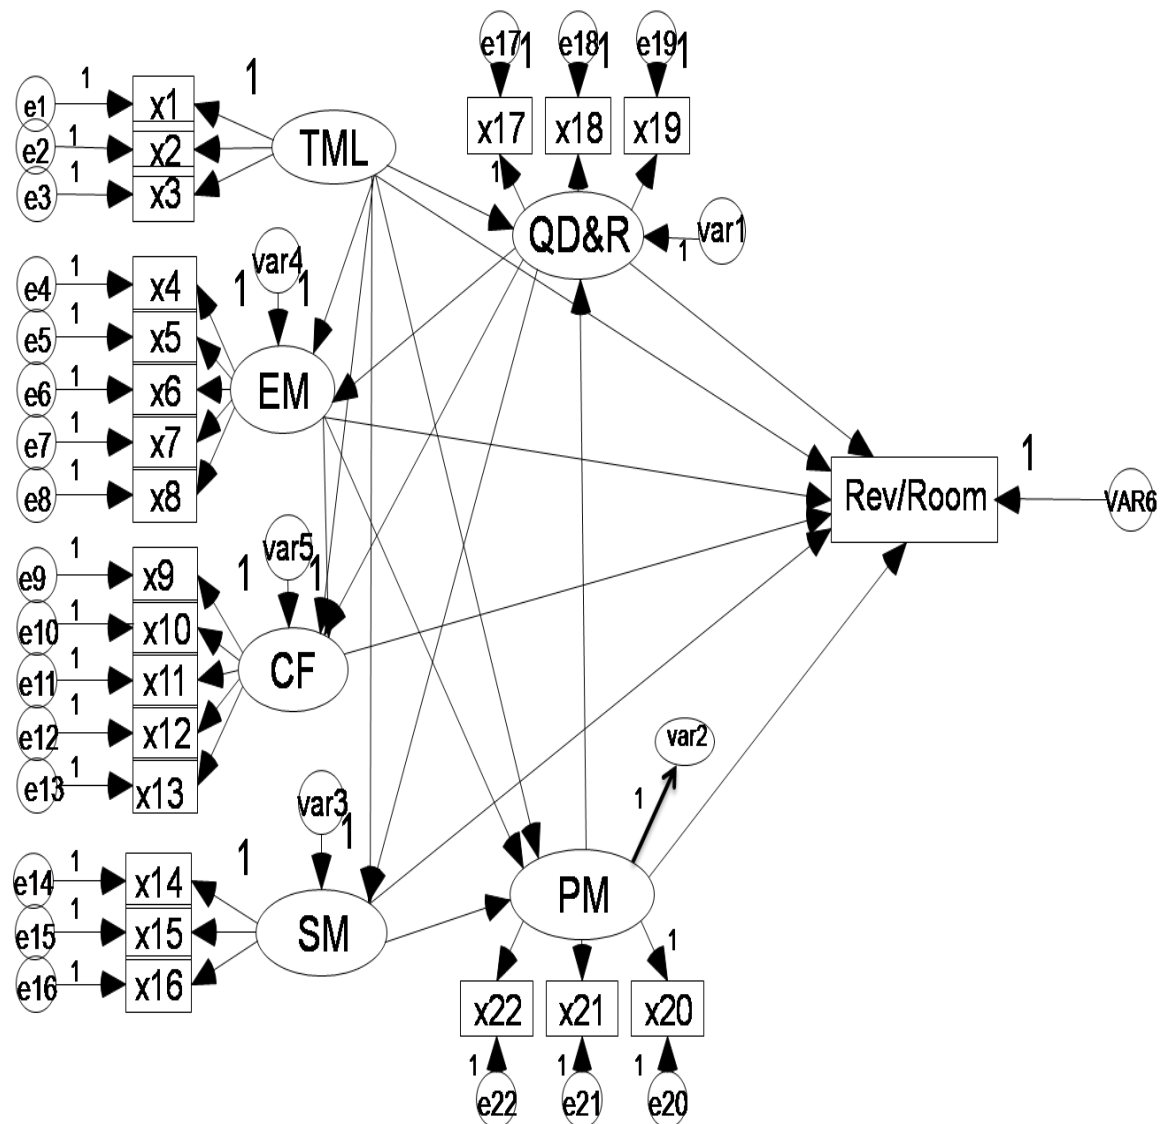 e17 1 e18 1 e19 1
x17 x18 x19
1
e1 1 x1 1
e2 1 x2
e3 1 x3
TML
QD&R
1 var1
var4
1 1
e4 1 x4
e5 1 x5
e6 1 x6
e7 1 x7
e8 1 x8
EM
Rev/Room
1
VAR6
var5
1 1
e9 1 x9
e10 1 x10
e11 1 x11
e12 1 x12
e13 1 x13
CF
var2
1
var3
1 1
e14 1 x14
e15 1 x15
e16 1 x16
SM
PM
1
x22 x21 x20
1 1 1
e22 e21 e20